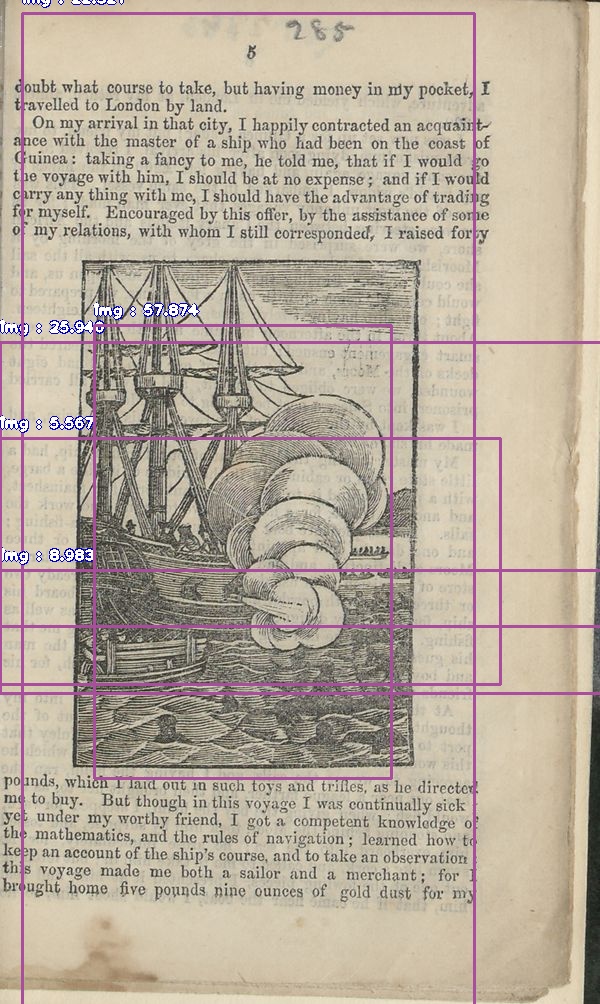 img : 22.527
285
5
doubt what course to take, but having money in my pocket, I
travelled to London by land.
On my arrival in that city, I happily contracted an acquaint-
ance with the master of a ship who had been on the coast of
Guinea: taking a fancy to me, he told me, that if I would go
the voyage with him, I should be at no expense; and if I would
carry any thing with me, I should have the advantage of trading
for myself. Encouraged by this offer, by the assistance of some
of my relations, with whom I still corresponded, I raised forty
img : 57.874
img : 25.946
img : 5.567
img : 8.983
pounds, which I laid out in such toys and trifles, as he directed
me to buy. But though in this voyage I was continually sick
yet under my worthy friend, I got a competent knowledge of
the mathematics, and the rules of navigation; learned how to
keep an account of the ship's course, and to take an observation
this voyage made me both a sailor and a merchant; for I
brought home five pounds nine ounces of gold dust for my